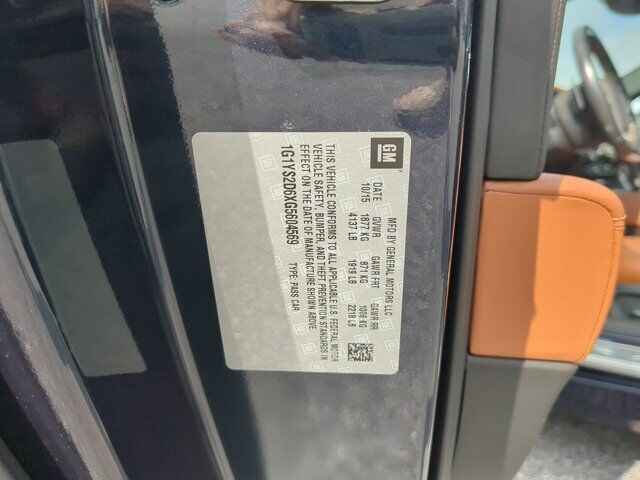 GM
MFD BY GENERAL MOTORS LLC
DATE GVWR GAWR FRT GAWR RR
10/15 1877 KG 871 KG 1006 KG
4137 LB 1919 LB 2218 LB
THIS VEHICLE CONFORMS TO ALL APPLICABLE U.S. FEDERAL MOTOR
VEHICLE SAFETY, BUMPER, AND THEFT PREVENTION STANDARDS IN
EFFECT ON THE DATE OF MANUFACTURE SHOWN ABOVE.
1G1YS2D6XG5604569 TYPE: PASS CAR